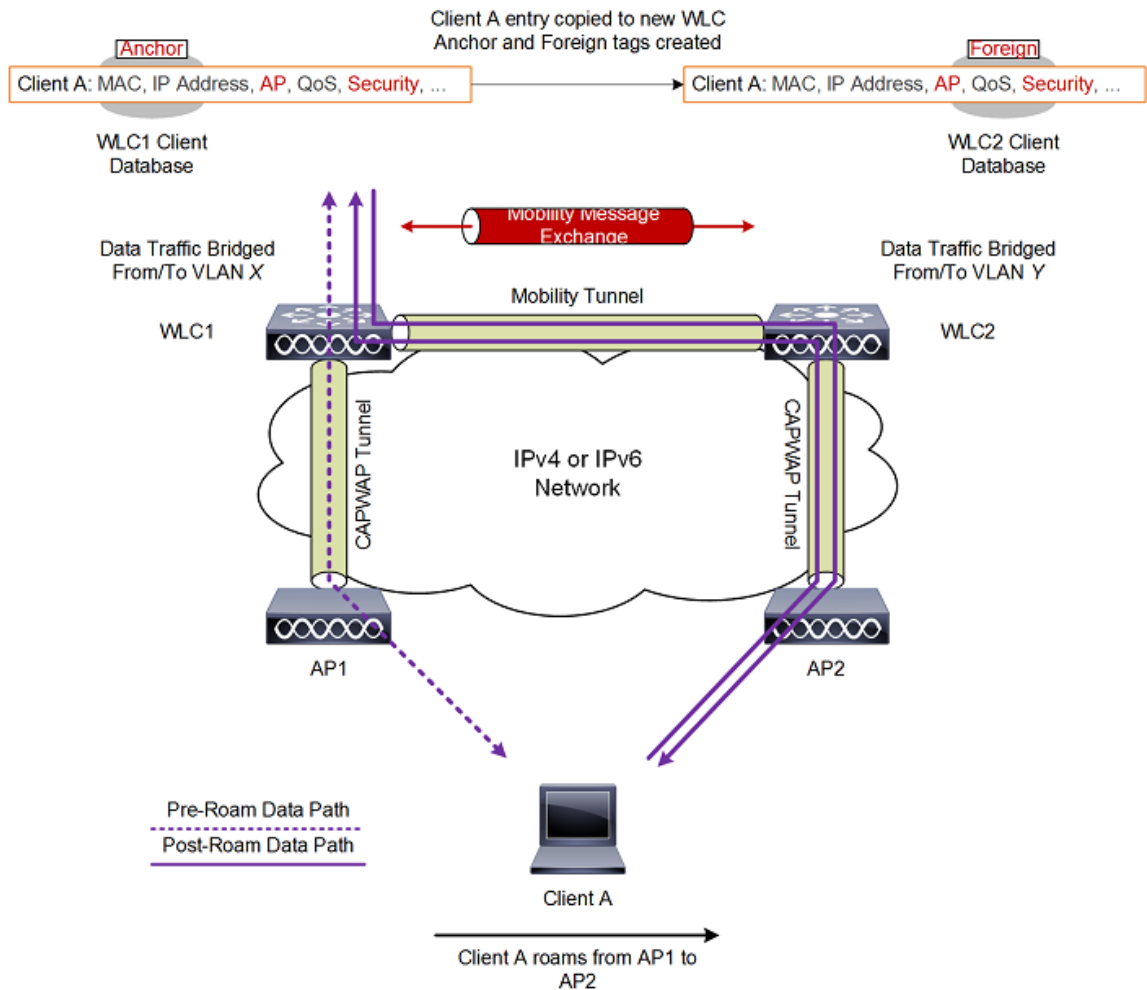 Client A entry copied to new WLC
Anchor and Foreign tags created
Anchor
Foreign
Client A: MAC, IP Address, AP, QoS, Security, ...
Client A: MAC, IP Address, AP, QoS, Security, ...
WLC1 Client
Database
WLC2 Client
Database
Mobility Message
Exchange
Data Traffic Bridged
From/To VLAN X
Data Traffic Bridged
From/To VLAN Y
Mobility Tunnel
WLC1
WLC2
CAPWAP Tunnel
CAPWAP Tunnel
IPv4 or IPv6
Network
AP1
AP2
Pre-Roam Data Path
Post-Roam Data Path
Client A
Client A roams from AP1 to
AP2